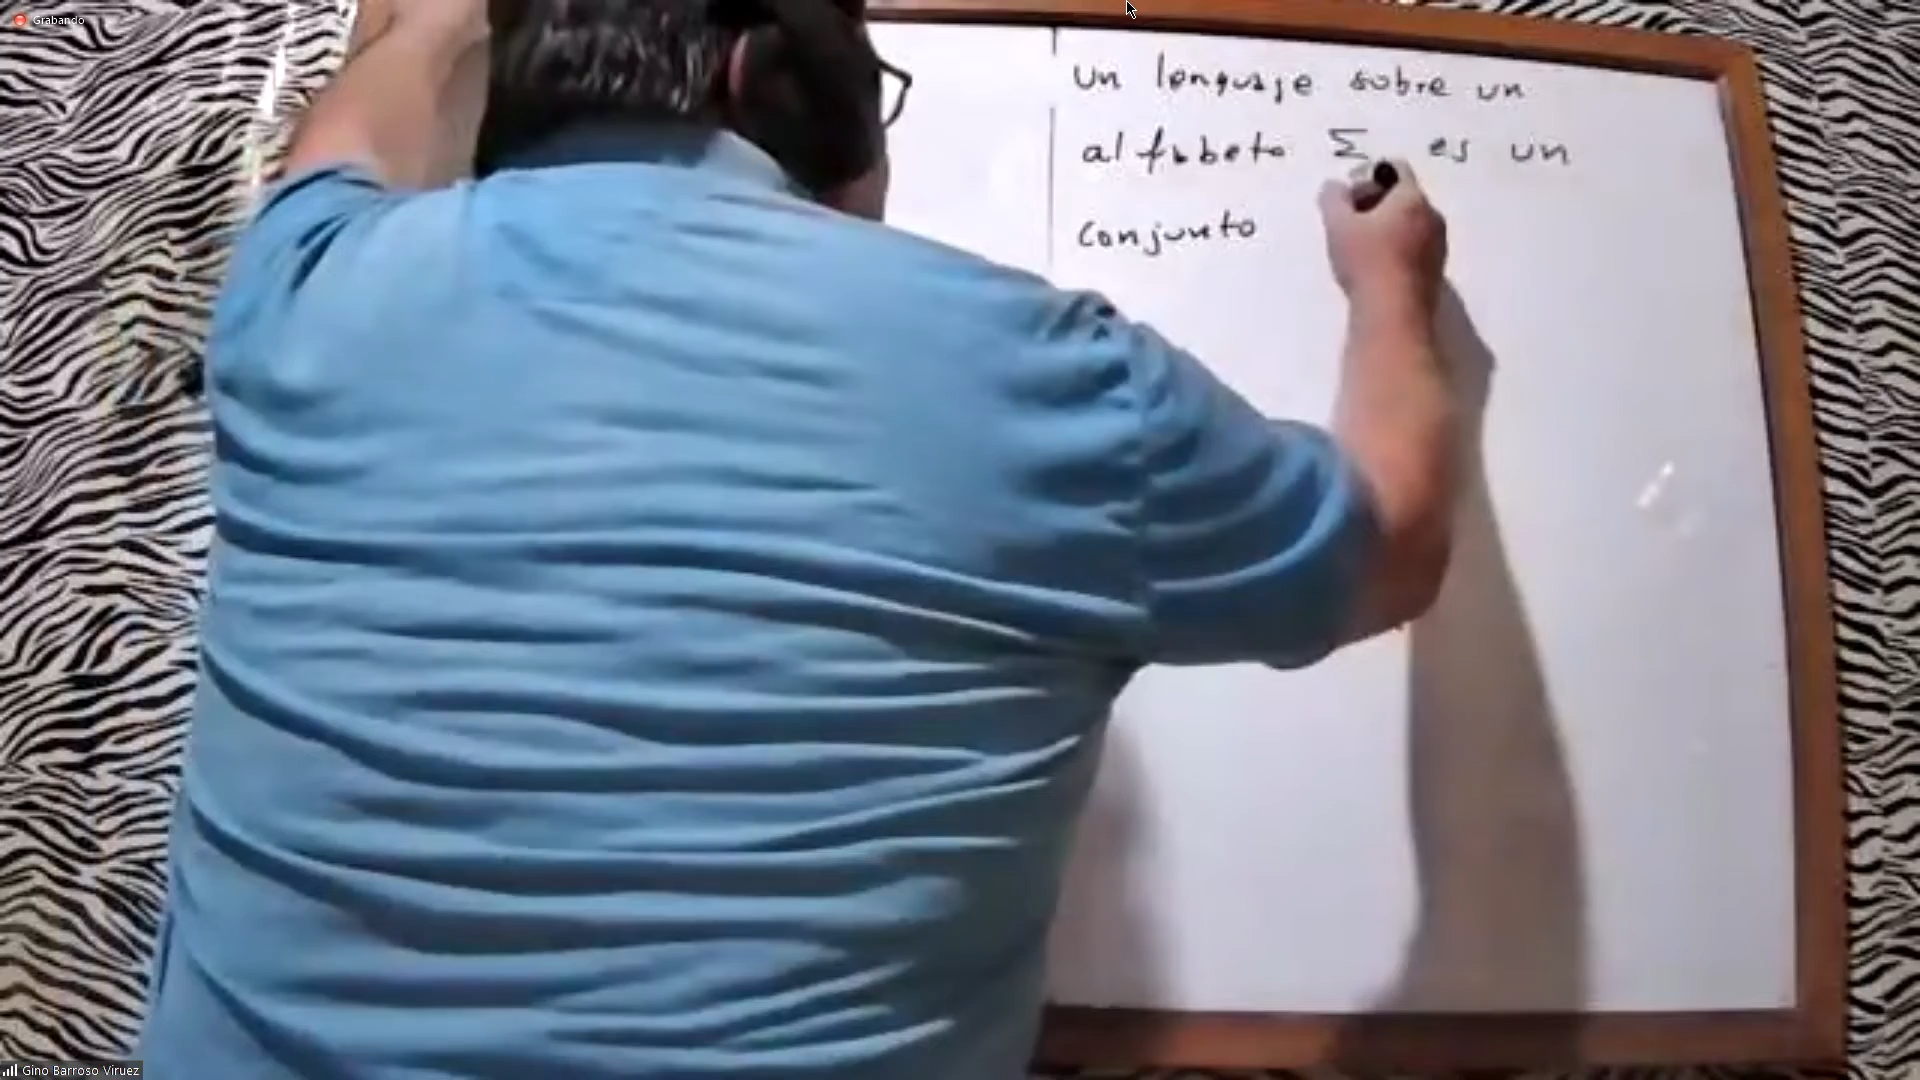 Grabando
un lenguaje sobre un
alfabeto Σ, es un
conjunto
Gino Barroso Viruez